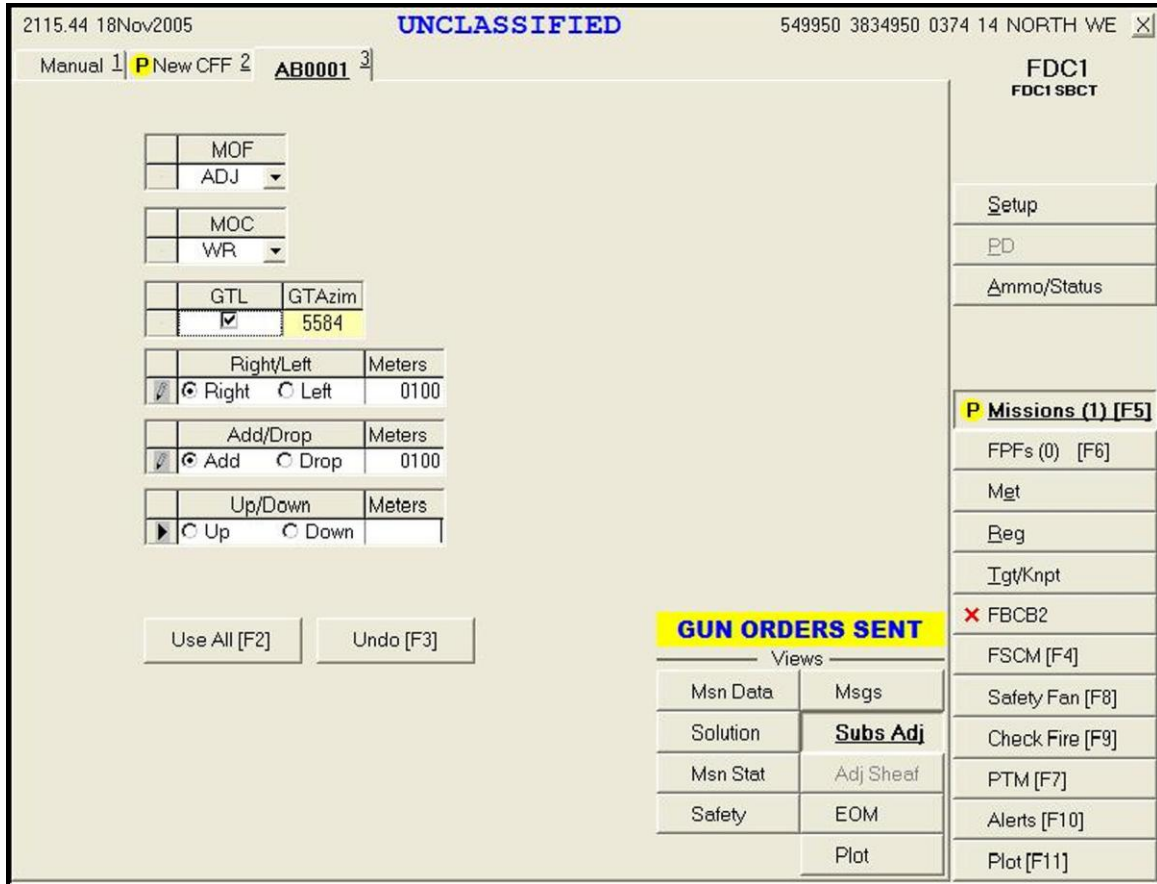 2115.44 18Nov2005 UNCLASSIFIED 549950 3834950 0374 14 NORTH WE X
Manual 1 P New CFF 2 AB0001 3
FDC1
FDC1 SBCT
MOF
ADJ
MOC
WR
GTL GTAzim
5584
Right/Left Meters
Right Left 0100
Add/Drop Meters
Add Drop 0100
Up/Down Meters
Up Down
Use All [F2] Undo [F3]
GUN ORDERS SENT
Views
Msn Data Msgs
Solution Subs Adj
Msn Stat Adj Sheaf
Safety EOM
Plot
Setup
PD
Ammo/Status
P Missions (1) [F5]
FPFs (0) [F6]
Met
Reg
Tgt/Knpt
FBCB2
FSCM [F4]
Safety Fan [F8]
Check Fire [F9]
PTM [F7]
Alerts [F10]
Plot [F11]